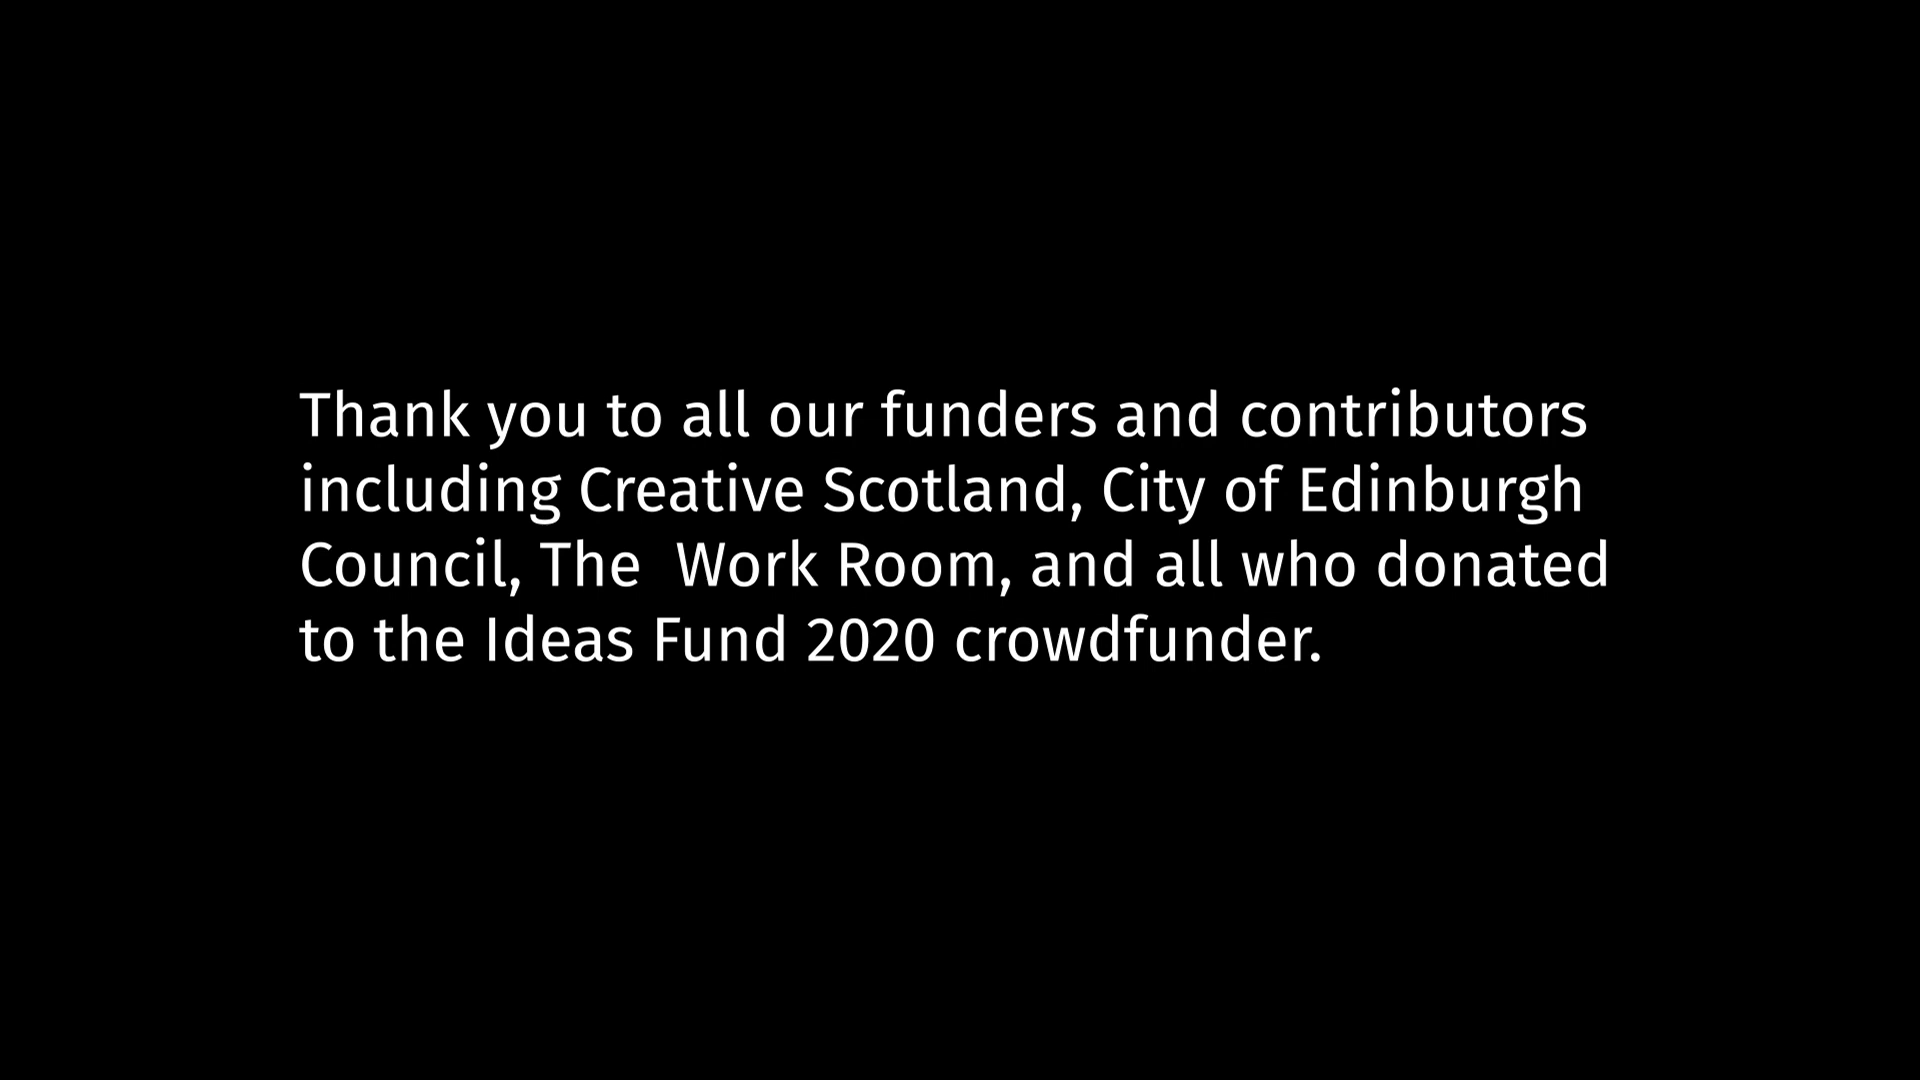 Thank you to all our funders and contributors
including Creative Scotland, City of Edinburgh
Council, The  Work Room, and all who donated
to the Ideas Fund 2020 crowdfunder.